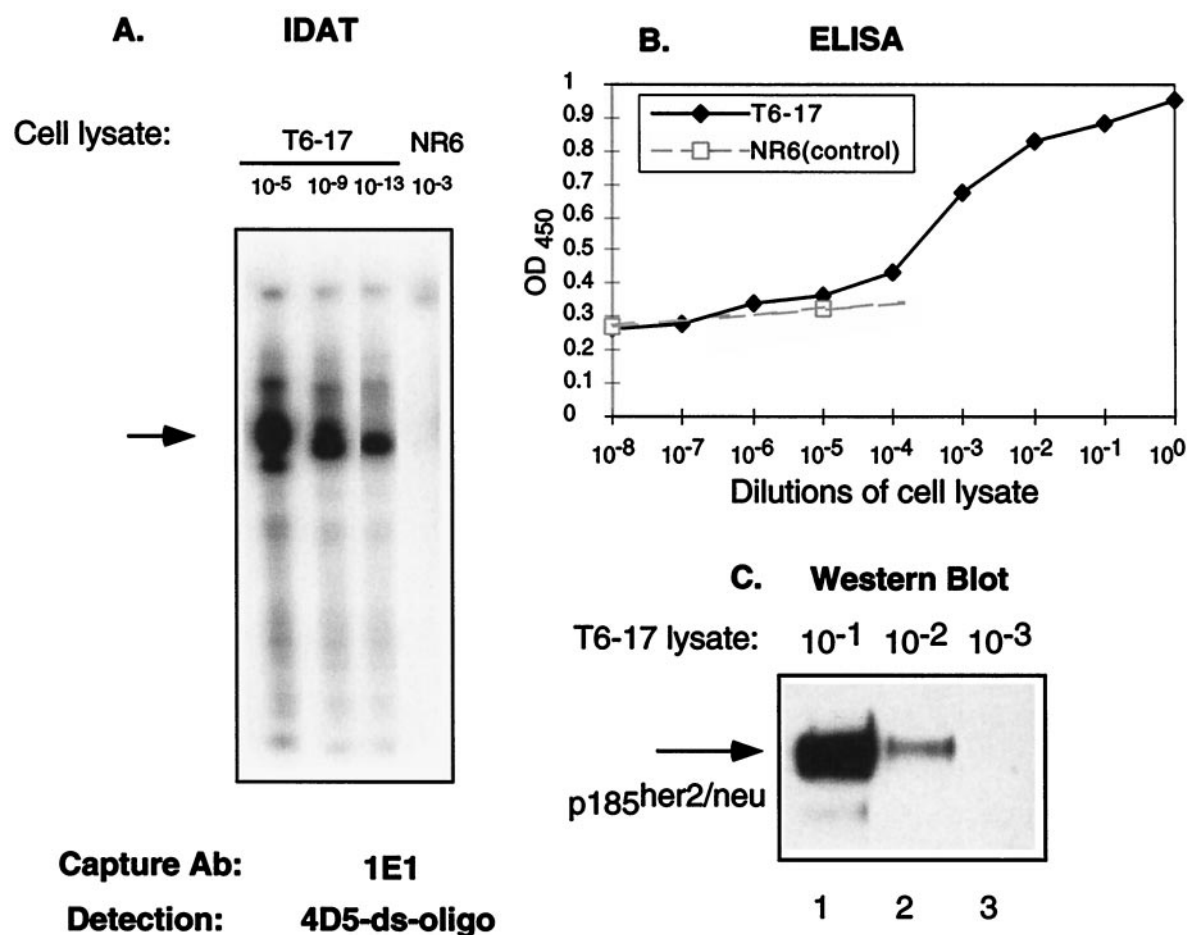 A. IDAT
Cell lysate:
T6-17 NR6
10-5 10-9 10-13 10-3
Capture Ab: 1E1
Detection: 4D5-ds-oligo
B. ELISA
1
0.9
0.8
0.7
0.6
0.5
0.4
0.3
0.2
0.1
0
OD 450
T6-17
NR6(control)
10-8 10-7 10-6 10-5 10-4 10-3 10-2 10-1 100
Dilutions of cell lysate
C. Western Blot
T6-17 lysate: 10-1 10-2 10-3
p185her2/neu
1 2 3